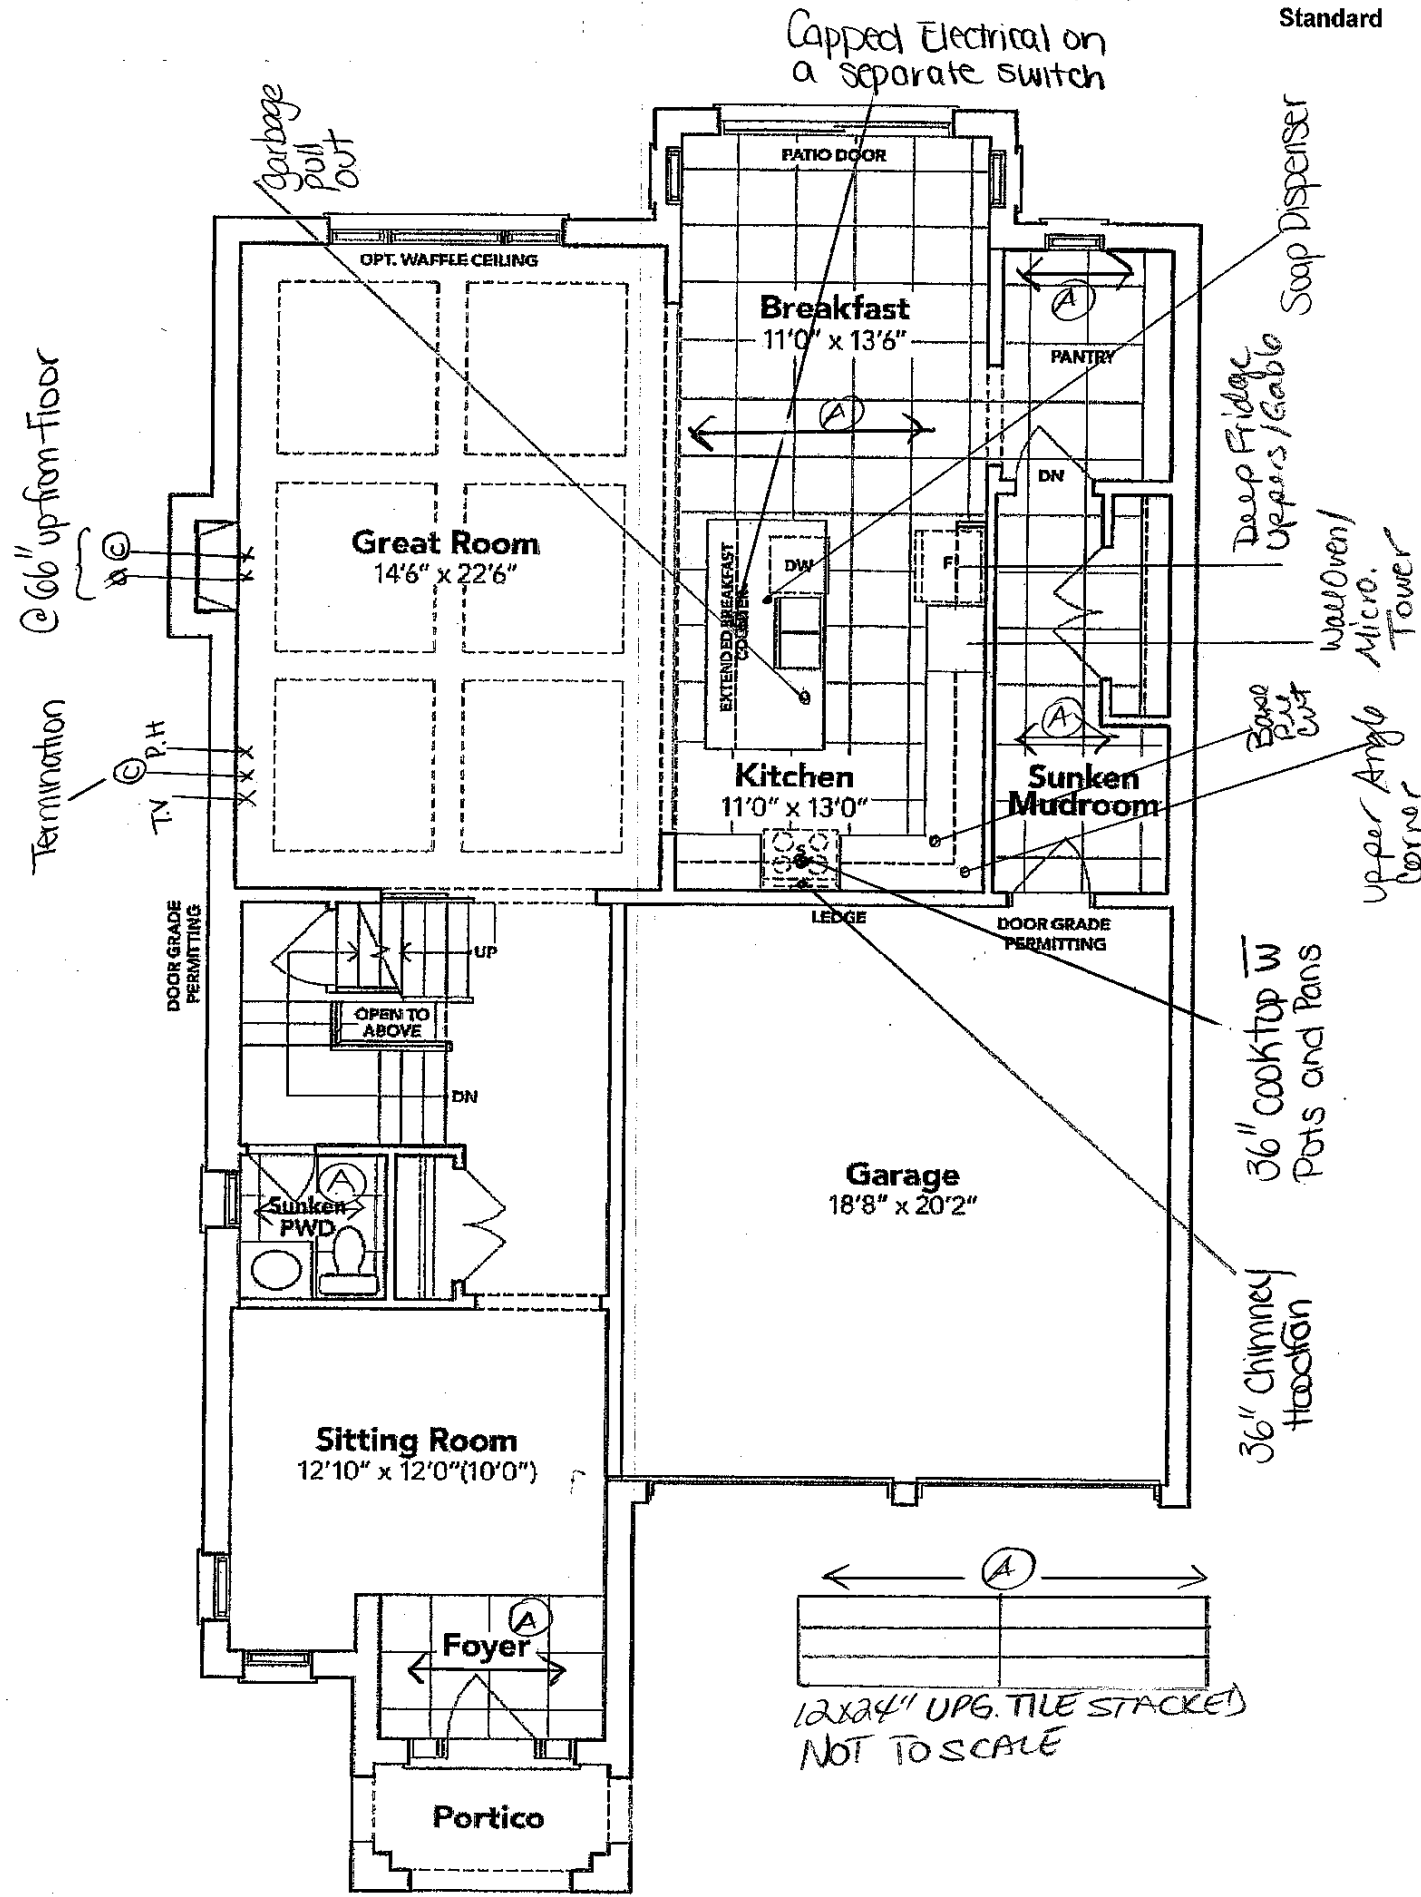 Standard
Capped Electrical on
a separate switch
garbage
pull
out
Soap Dispenser
PATIO DOOR
OPT. WAFFLE CEILING
Breakfast
11'0" x 13'6"
A
PANTRY
A
DN
Deep Fridge
Uppers/Gable
@ 66" up from Floor
C
Great Room
14'6" x 22'6"
EXTENDED BREAKFAST
COUNTER
DW
F
Wall Oven/
Micro.
Tower
Base
Pie
Cut
Upper Angle
Corner
Termination
P.H
C
T.V
Kitchen
11'0" x 13'0"
A
Sunken
Mudroom
S
LEDGE
DOOR GRADE
PERMITTING
DOOR GRADE
PERMITTING
UP
OPEN TO
ABOVE
DN
36" cooktop w
Pots and Pans
A
Sunken
PWD
Garage
18'8" x 20'2"
36" Chimney
Hoodfan
Sitting Room
12'10" x 12'0"(10'0")
A
Foyer
Portico
A
12x24" UPG. TILE STACKED
NOT TO SCALE